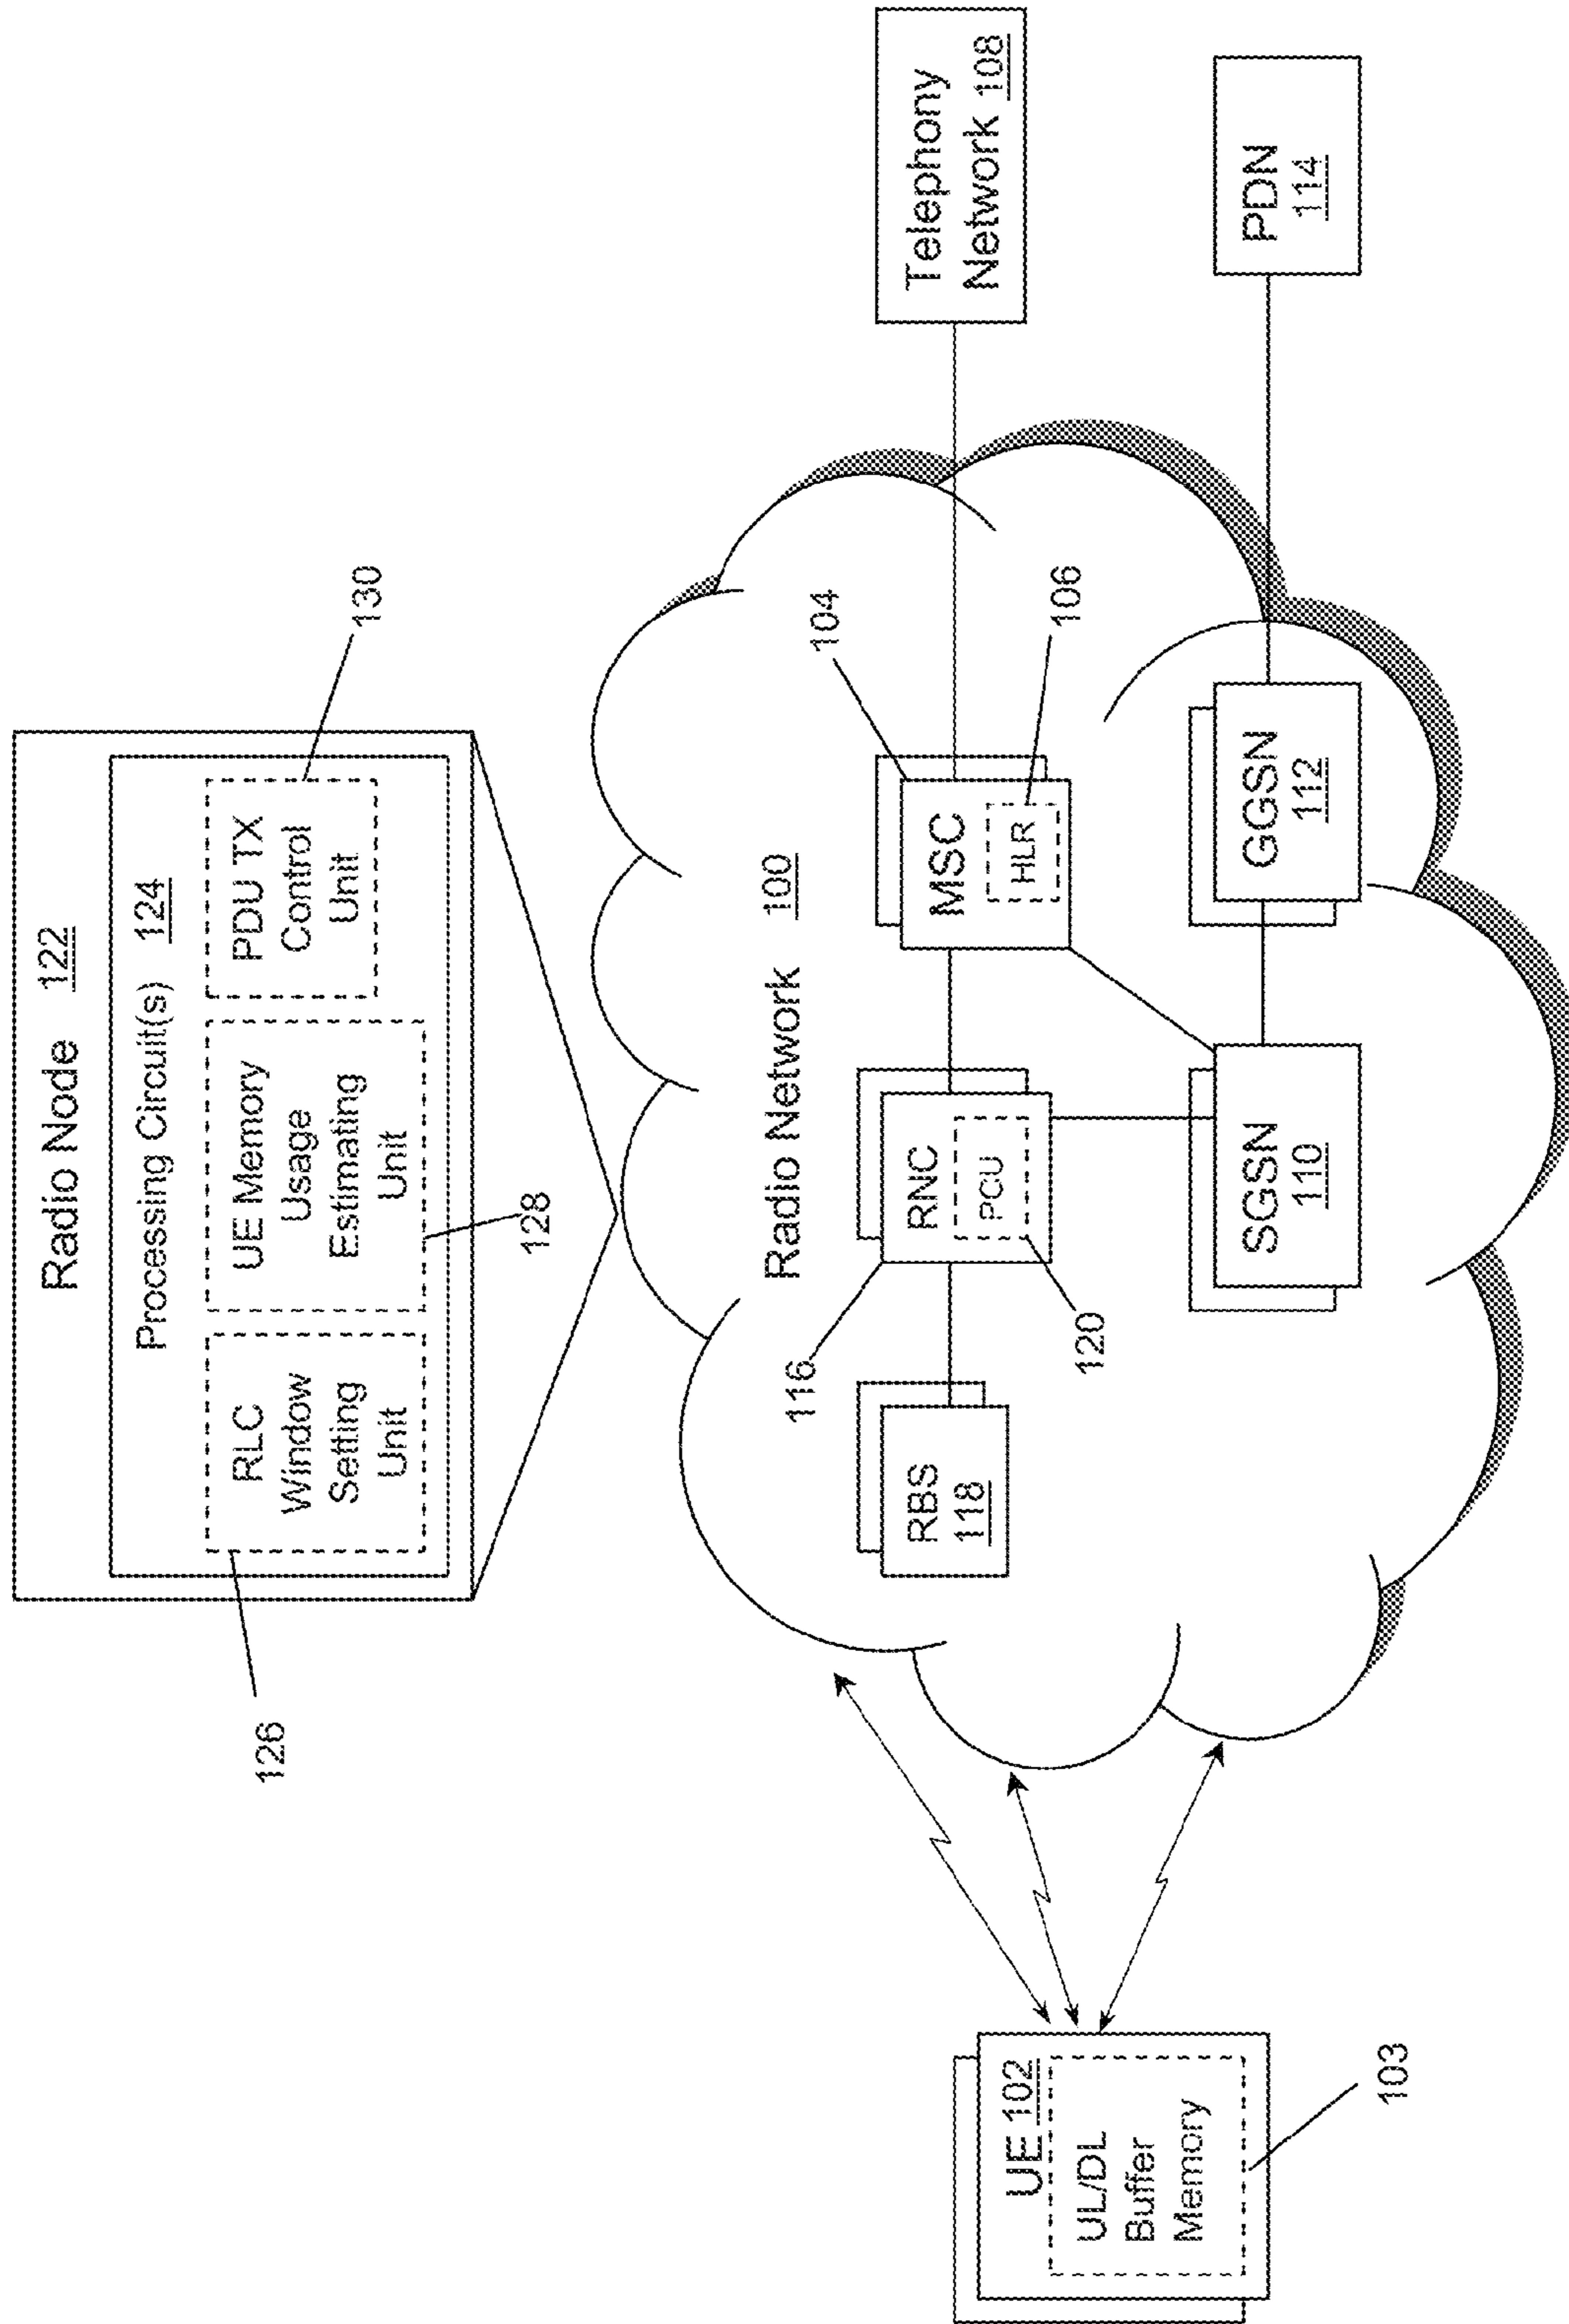 Radio Node 122
Processing Circuit(s) 124
RLC
Window
Setting
Unit
UE Memory
Usage
Estimating
Unit
PDU TX
Control
Unit
126
128
130
Radio Network 100
116
104
RBS
118
RNC
PCU
MSC
HLR
120
106
Telephony
Network 108
UE 102
UL/DL
Buffer
Memory
103
SGSN
110
GGSN
112
PDN
114